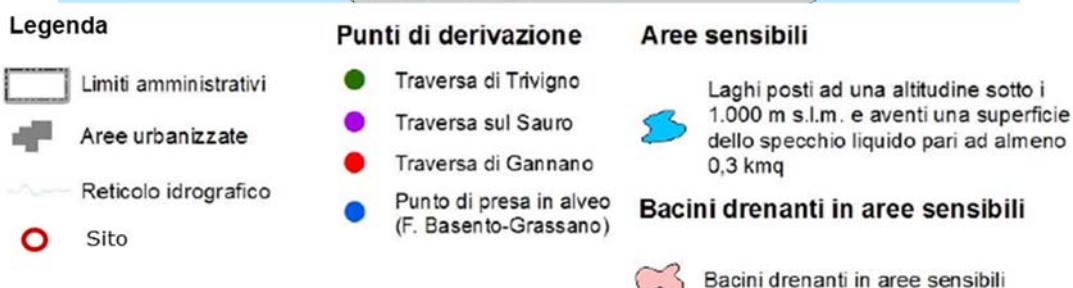 Legenda
Limiti amministrativi
Aree urbanizzate
Reticolo idrografico
Sito
Punti di derivazione
Traversa di Trivigno
Traversa sul Sauro
Traversa di Gannano
Punto di presa in alveo
(F. Basento-Grassano)
Aree sensibili
Laghi posti ad una altitudine sotto i
1.000 m s.l.m. e aventi una superficie
dello specchio liquido pari ad almeno
0,3 kmq
Bacini drenanti in aree sensibili
Bacini drenanti in aree sensibili